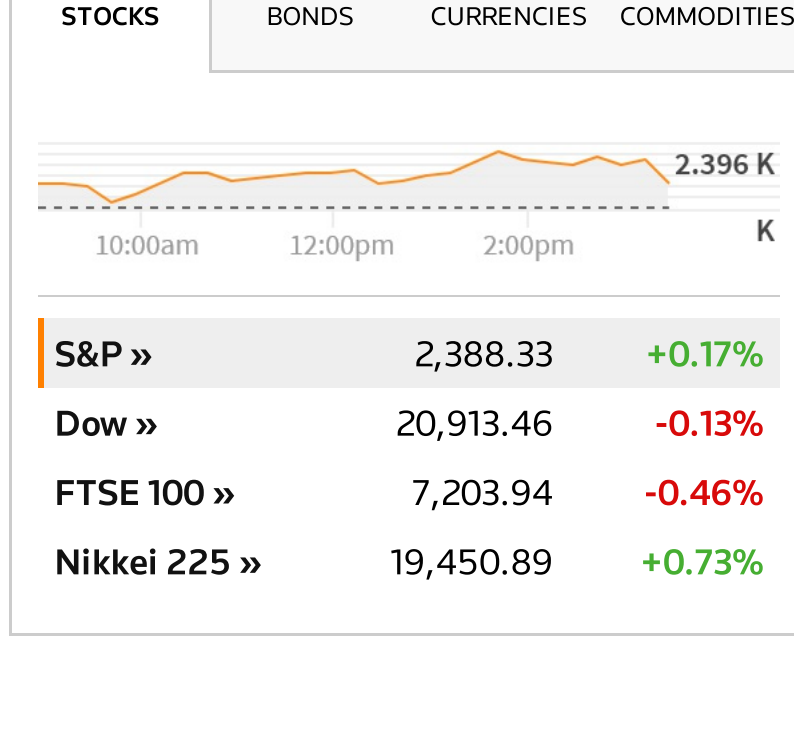 STOCKS BONDS CURRENCIES COMMODITIES
2.396 K
K
10:00am 12:00pm 2:00pm
S&P » 2,388.33 +0.17%
Dow » 20,913.46 -0.13%
FTSE 100 » 7,203.94 -0.46%
Nikkei 225 » 19,450.89 +0.73%